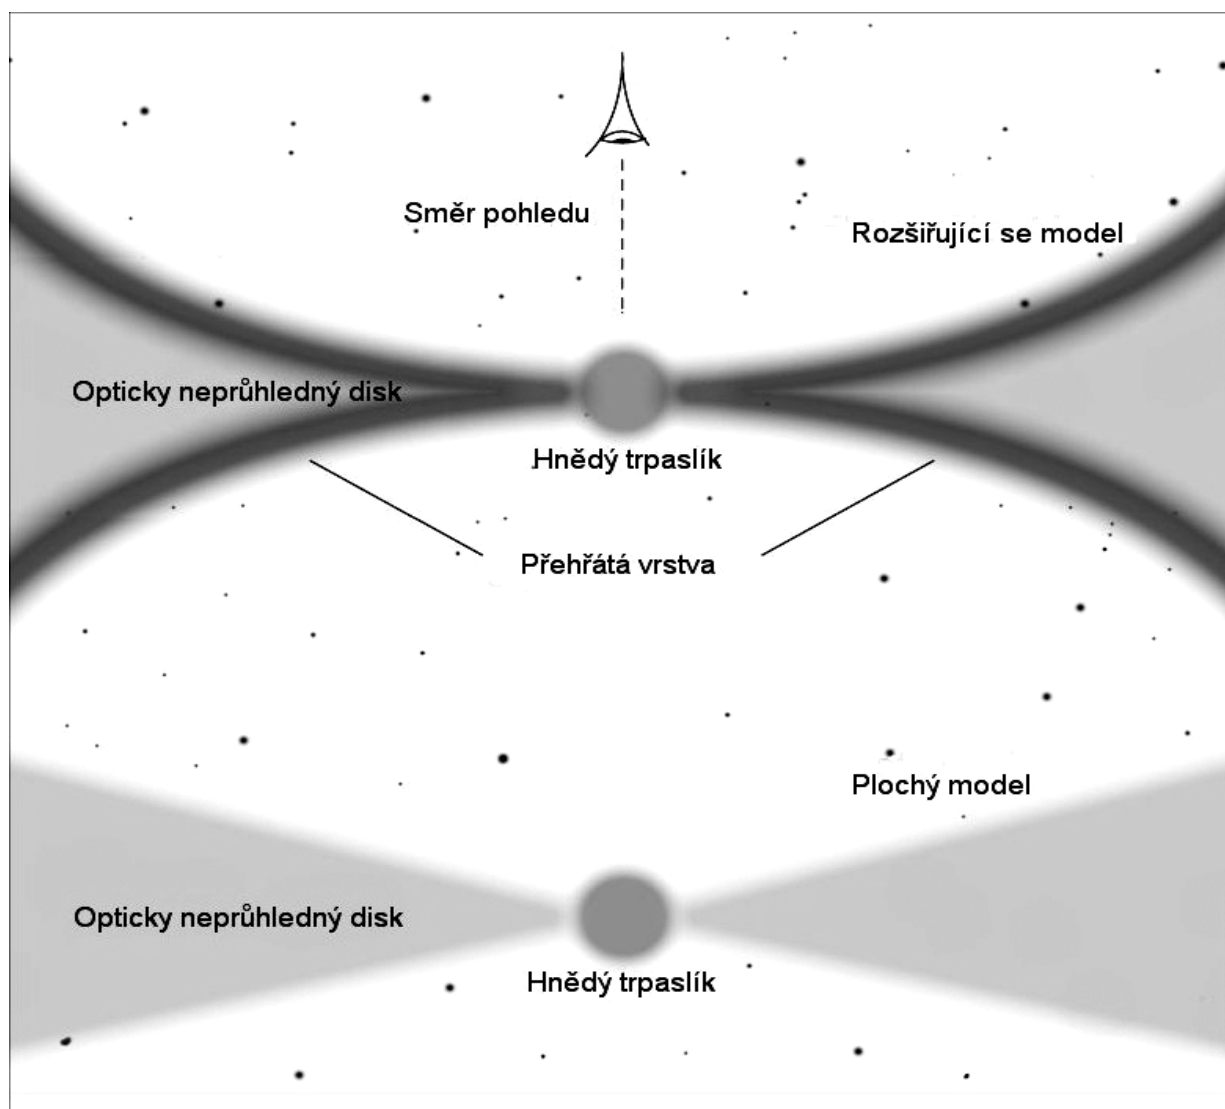 Směr pohledu
Rozšiřující se model
Opticky neprůhledný disk
Hnědý trpaslík
Přehřátá vrstva
Plochý model
Opticky neprůhledný disk
Hnědý trpaslík